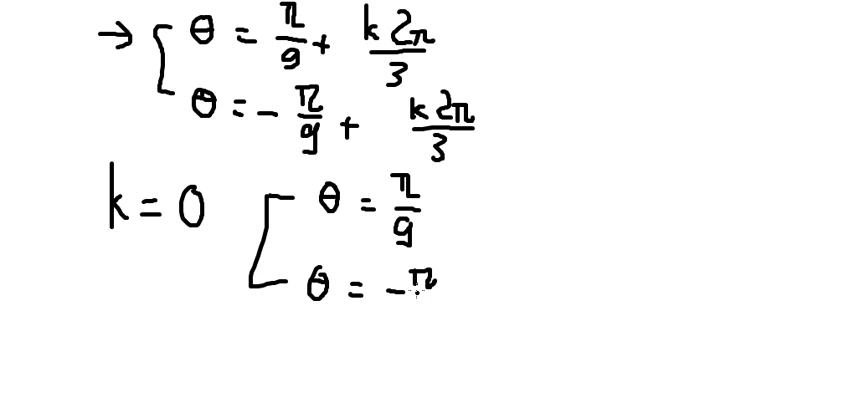 → [ θ = π/9 + k2π/3
θ = - π/9 + k2π/3
k = 0 [ θ = π/9
θ = - π